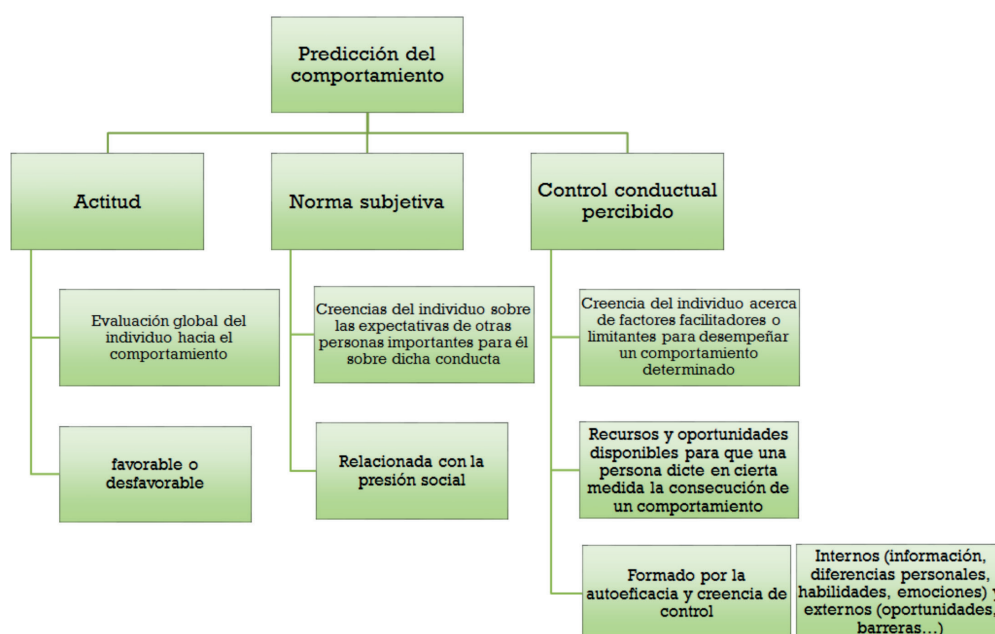 Predicción del
comportamiento
Actitud
Norma subjetiva
Control conductual
percibido
Evaluación global del
individuo hacia el
comportamiento
favorable o
desfavorable
Creencias del individuo sobre
las expectativas de otras
personas importantes para él
sobre dicha conducta
Relacionada con la
presión social
Creencia del individuo acerca
de factores facilitadores o
limitantes para desempeñar
un comportamiento
determinado
Recursos y oportunidades
disponibles para que una
persona dicte en cierta
medida la consecución de
un comportamiento
Formado por la
autoeficacia y creencia de
control
Internos (información,
diferencias personales,
habilidades, emociones) y
externos (oportunidades,
barreras...)